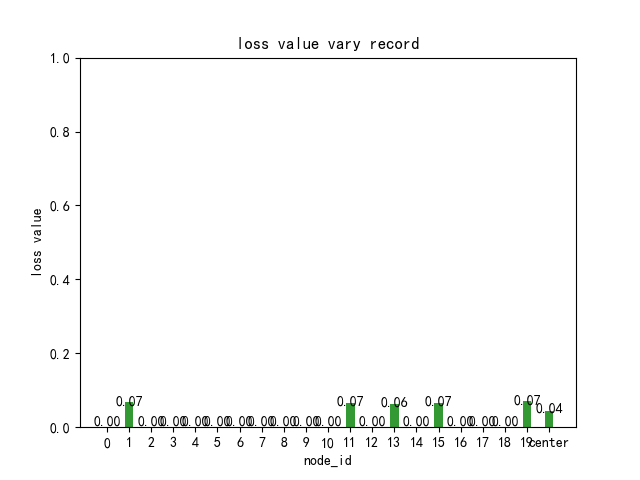 loss value vary record
1.0
0.8
0.6
0.4
0.2
0.0
loss value
0.00 0.07 0.00 0.00 0.00 0.00 0.00 0.00 0.00 0.00 0.00 0.07 0.00 0.06 0.00 0.07 0.00 0.00 0.00 0.07 0.04
0 1 2 3 4 5 6 7 8 9 10 11 12 13 14 15 16 17 18 19 center
node_id